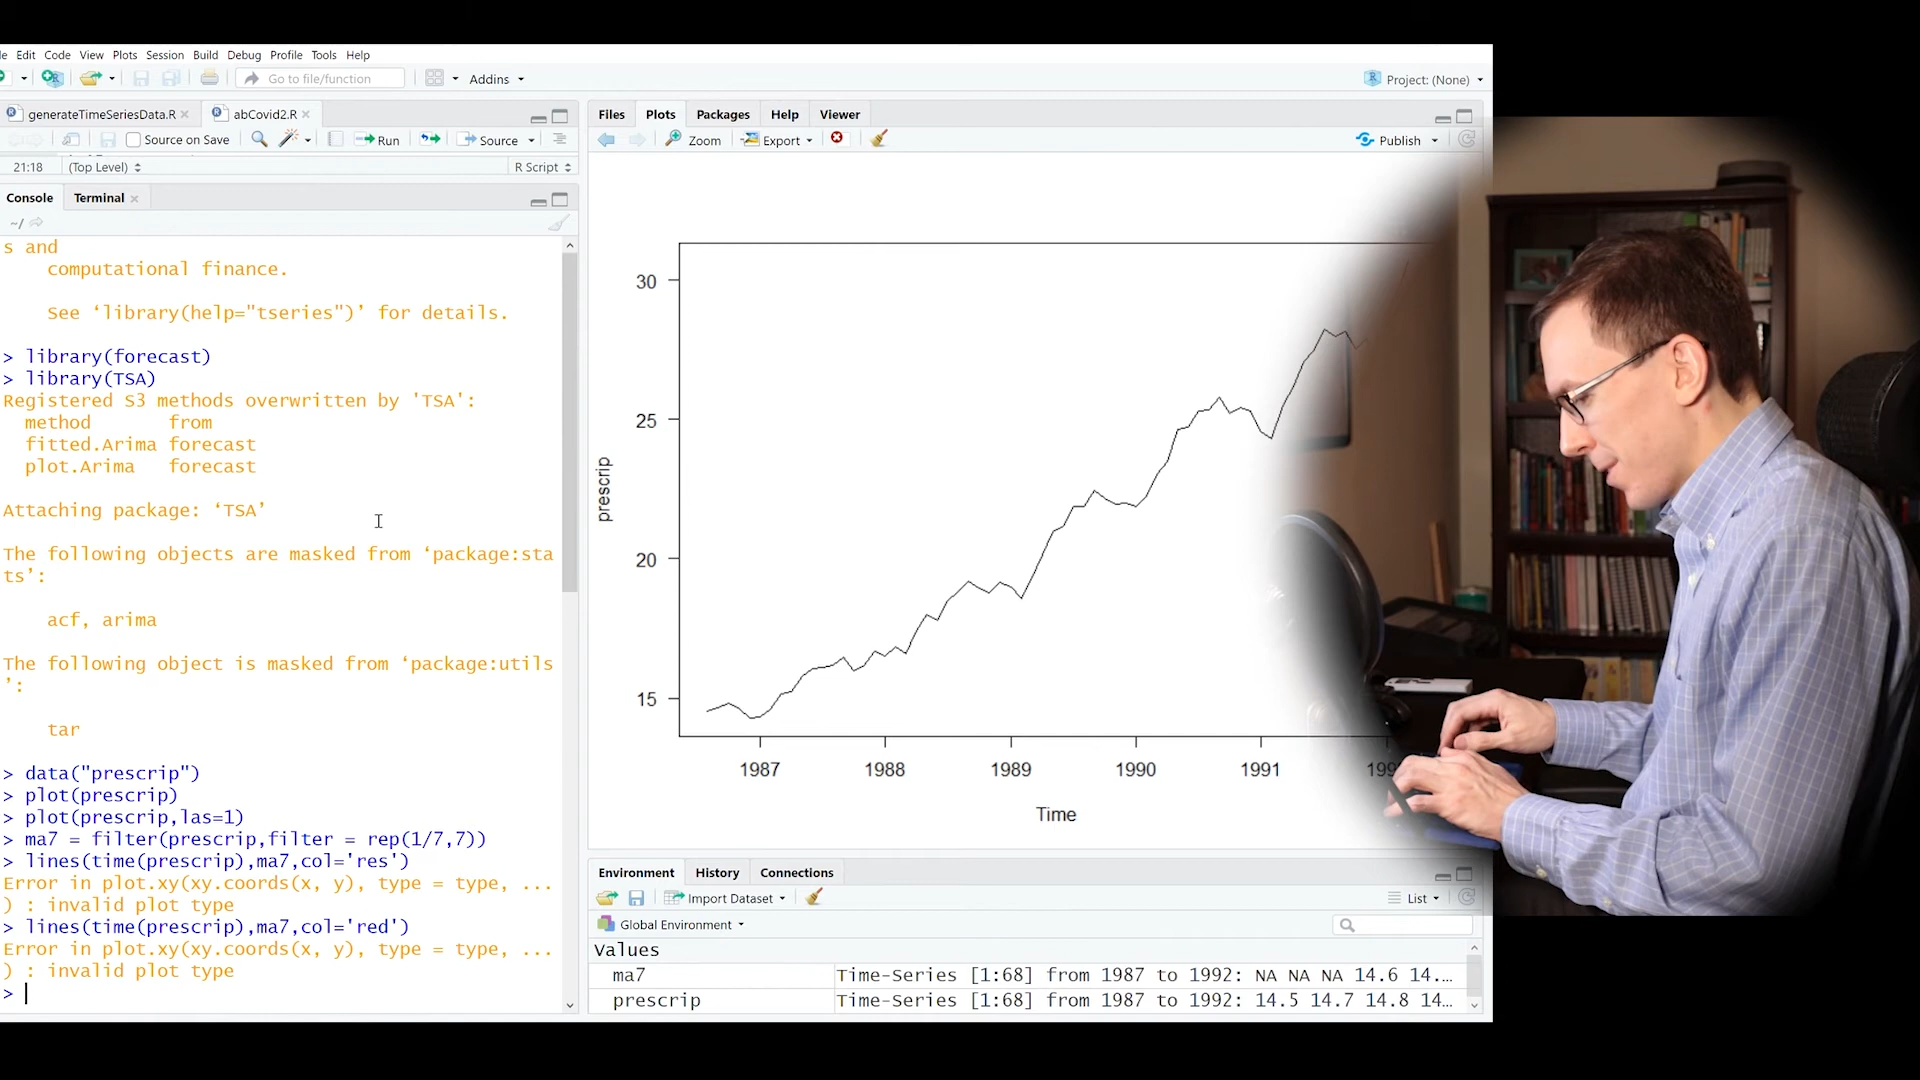 Edit Code View Plots Session Build Debug Profile Tools Help
Go to file/function Addins Project: (None)
generateTimeSeriesData.R abCovid2.R
Source on Save Run Source
21:18 (Top Level) R Script
Console Terminal
~/
s and
computational finance.
See ‘library(help="tseries")’ for details.
> library(forecast)
> library(TSA)
Registered S3 methods overwritten by 'TSA':
method from
fitted.Arima forecast
plot.Arima forecast
Attaching package: ‘TSA’
The following objects are masked from ‘package:sta
ts’:
acf, arima
The following object is masked from ‘package:utils
’:
tar
> data("prescrip")
> plot(prescrip)
> plot(prescrip,las=1)
> ma7 = filter(prescrip,filter = rep(1/7,7))
> lines(time(prescrip),ma7,col='res')
Error in plot.xy(xy.coords(x, y), type = type, ...
) : invalid plot type
> lines(time(prescrip),ma7,col='red')
Error in plot.xy(xy.coords(x, y), type = type, ...
) : invalid plot type
>
Files Plots Packages Help Viewer
Zoom Export Publish
30
25
20
15
prescrip
1987 1988 1989 1990 1991
Time
Environment History Connections
Import Dataset List
Global Environment
Values
ma7 Time-Series [1:68] from 1987 to 1992: NA NA NA 14.6 14.…
prescrip Time-Series [1:68] from 1987 to 1992: 14.5 14.7 14.8 14…